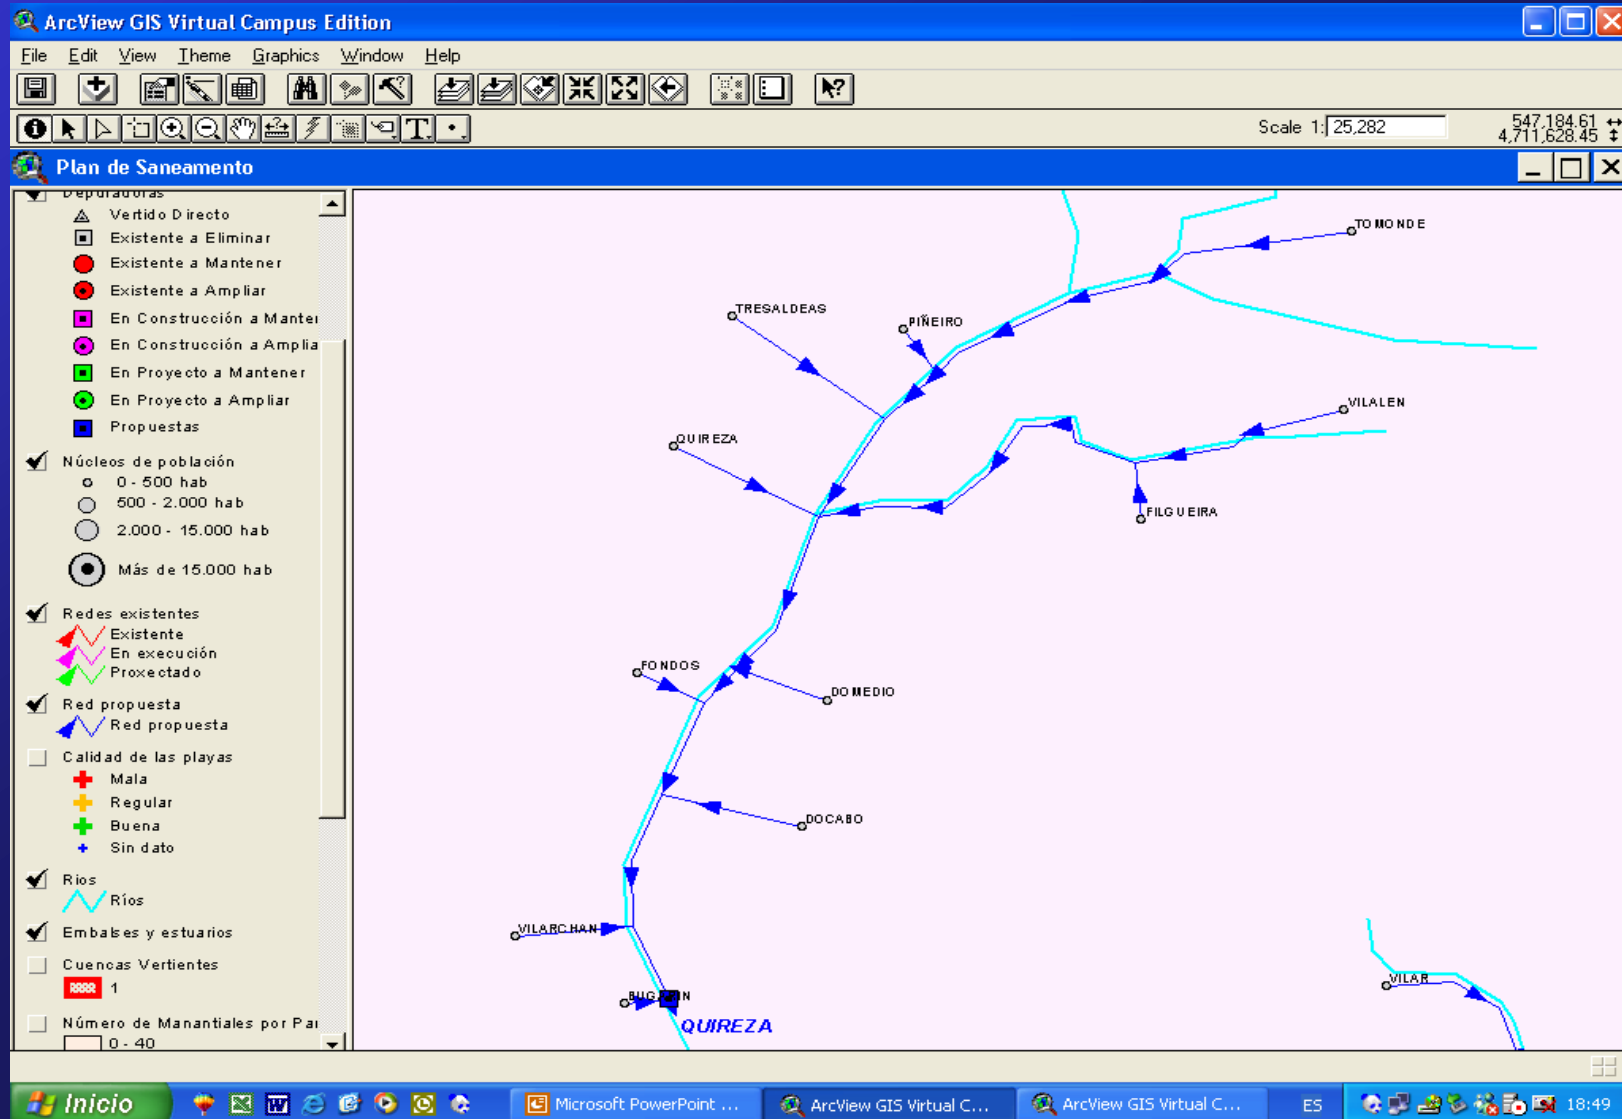 ArcView GIS Virtual Campus Edition
File Edit View Theme Graphics Window Help
Scale 1: 25,282
547,184.61
4,711,628.45
Plan de Saneamento
Depuradoras
Vertido Directo
Existente a Eliminar
Existente a Mantener
Existente a Ampliar
En Construcción a Manter
En Construcción a Amplia
En Proyecto a Mantener
En Proyecto a Ampliar
Propuestas
Núcleos de población
0 - 500 hab
500 - 2.000 hab
2.000 - 15.000 hab
Más de 15.000 hab
Redes existentes
Existente
En execución
Proxectado
Red propuesta
Red propuesta
Calidad de las playas
Mala
Regular
Buena
Sin dato
Rios
Ríos
Embalses y estuarios
Cuencas Vertientes
1
Número de Manantiales por Par
0 - 40
TOMONDE
TRESALDEAS
PIÑEIRO
VILALEN
QUIREZA
FILGUEIRA
FONDOS
DOMEDIO
DOCABO
VILARCHAN
VILAR
QUIREZA
Inicio
Microsoft PowerPoint ...
ArcView GIS Virtual C...
ArcView GIS Virtual C...
ES
18:49